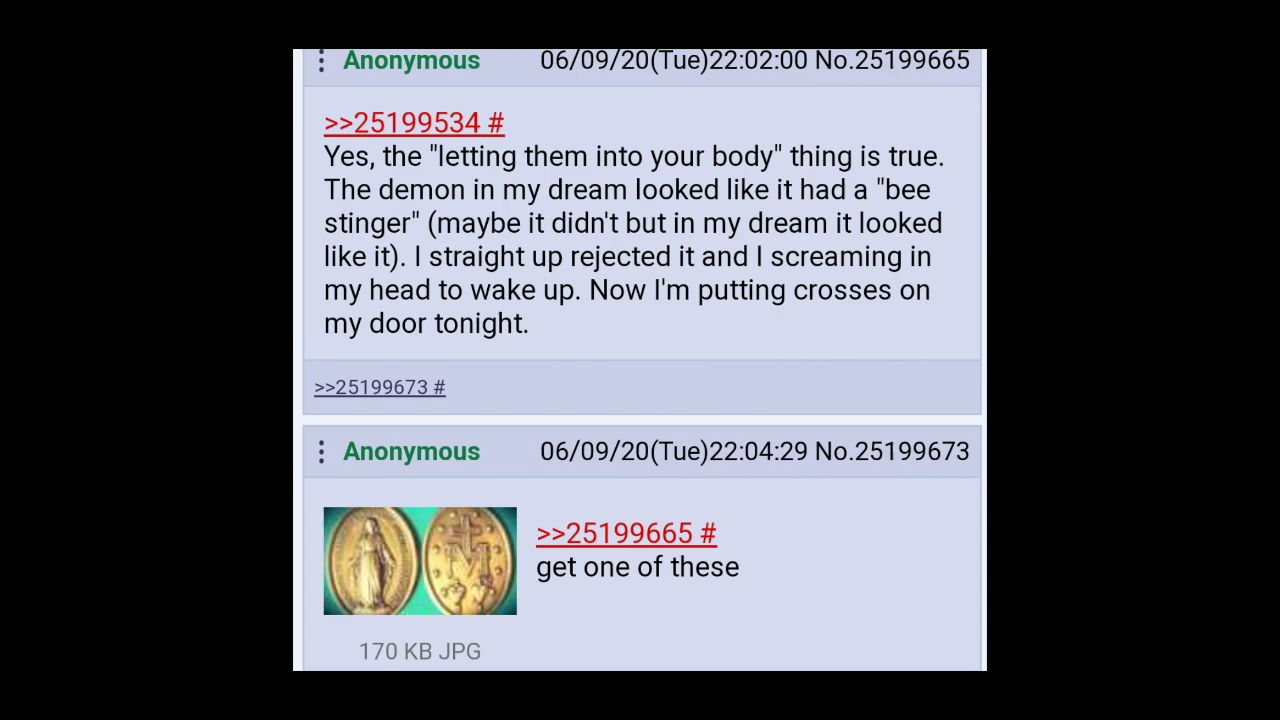 Anonymous 06/09/20(Tue)22:02:00 No.25199665
>>25199534 #
Yes, the "letting them into your body" thing is true.
The demon in my dream looked like it had a "bee
stinger" (maybe it didn't but in my dream it looked
like it). I straight up rejected it and I screaming in
my head to wake up. Now I'm putting crosses on
my door tonight.
>>25199673 #
Anonymous 06/09/20(Tue)22:04:29 No.25199673
>>25199665 #
get one of these
M
170 KB JPG